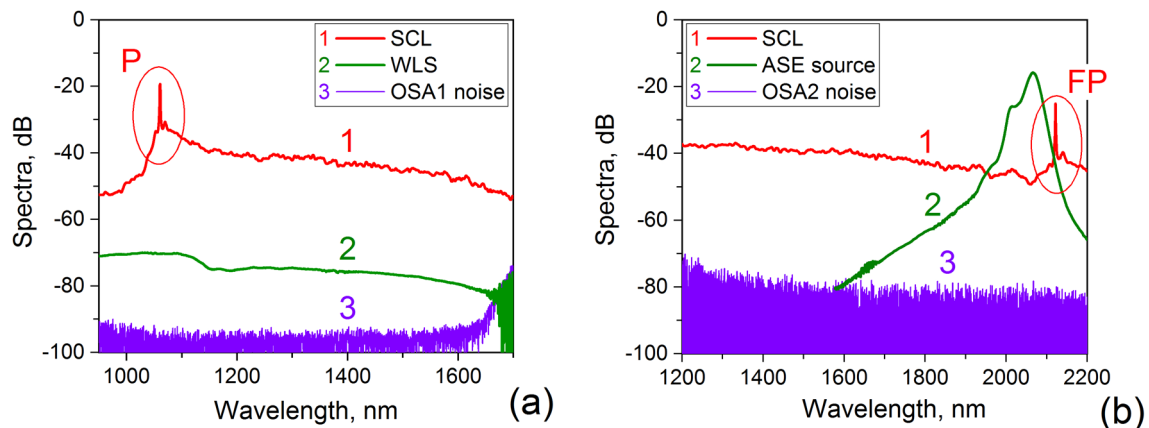 0
-20
-40
-60
-80
-100
Spectra, dB
1000
1200
1400
1600
Wavelength, nm
(a)
P
1 SCL
2 WLS
3 OSA1 noise
1
2
3
0
-20
-40
-60
-80
-100
Spectra, dB
1200
1400
1600
1800
2000
2200
Wavelength, nm
(b)
1 SCL
2 ASE source
3 OSA2 noise
FP
1
2
3